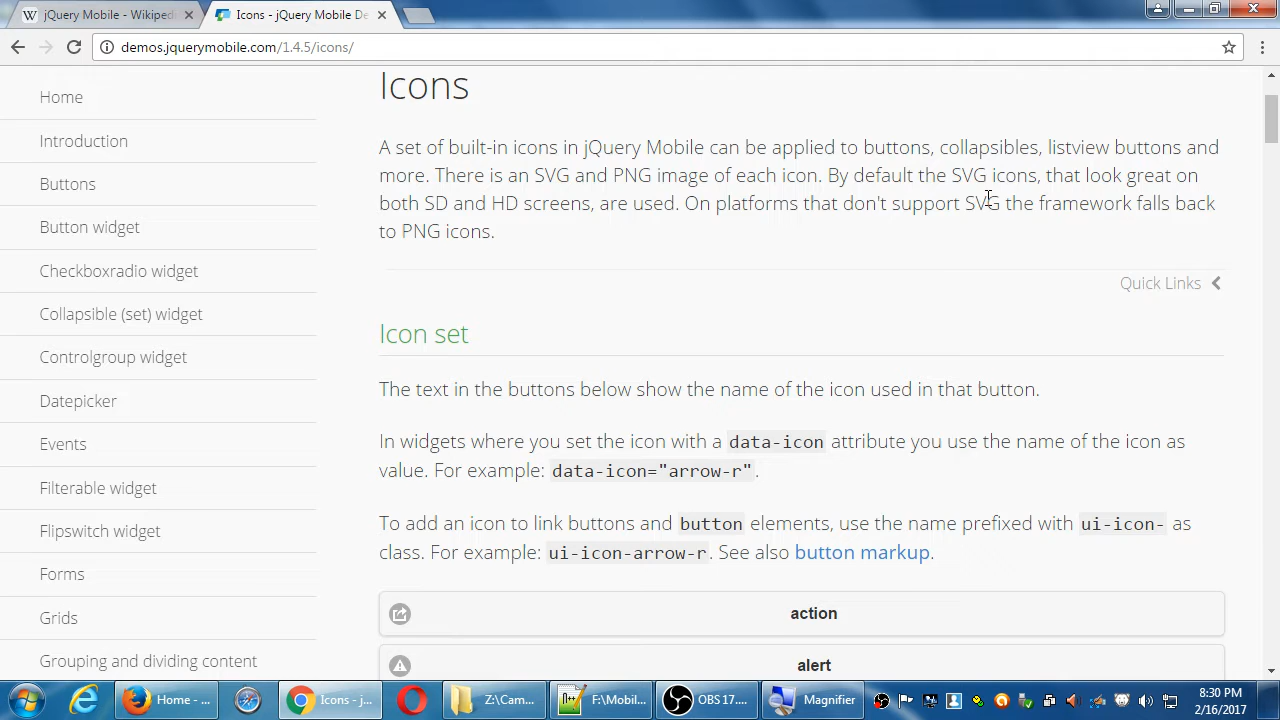 jQuery Mobile - Wikiped
Icons - jQuery Mobile De
demos.jquerymobile.com/1.4.5/icons/
Home
Introduction
Buttons
Button widget
Checkboxradio widget
Collapsible (set) widget
Controlgroup widget
Datepicker
Events
Filterable widget
Flipswitch widget
Forms
Grids
Grouping and dividing content
Icons
A set of built-in icons in jQuery Mobile can be applied to buttons, collapsibles, listview buttons and
more. There is an SVG and PNG image of each icon. By default the SVG icons, that look great on
both SD and HD screens, are used. On platforms that don't support SVG the framework falls back
to PNG icons.
Quick Links
Icon set
The text in the buttons below show the name of the icon used in that button.
In widgets where you set the icon with a data-icon attribute you use the name of the icon as
value. For example: data-icon="arrow-r".
To add an icon to link buttons and button elements, use the name prefixed with ui-icon- as
class. For example: ui-icon-arrow-r. See also button markup.
action
alert
Home - ...
Icons - j...
Z:\Cam...
F:\Mobil...
OBS 17....
Magnifier
8:30 PM
2/16/2017